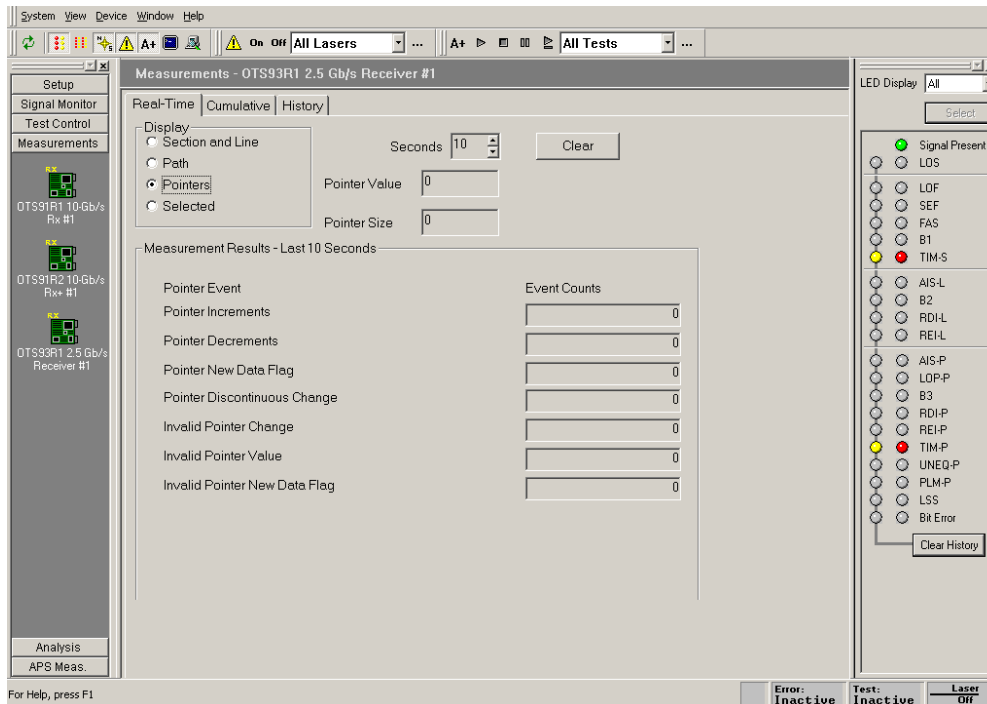 System View Device Window Help
A+ On Off All Lasers ... A+ All Tests ...
Setup
Signal Monitor
Test Control
Measurements
RX
OTS91R1 10-Gb/s
Rx #1
RX
OTS91R2 10-Gb/s
Rx+ #1
RX
OTS93R1 2.5 Gb/s
Receiver #1
Analysis
APS Meas.
Measurements - OTS93R1 2.5 Gb/s Receiver #1
Real-Time Cumulative History
Display
Section and Line
Path
Pointers
Selected
Seconds 10 Clear
Pointer Value 0
Pointer Size 0
Measurement Results - Last 10 Seconds
Pointer Event Event Counts
Pointer Increments 0
Pointer Decrements 0
Pointer New Data Flag 0
Pointer Discontinuous Change 0
Invalid Pointer Change 0
Invalid Pointer Value 0
Invalid Pointer New Data Flag 0
LED Display All
Select
Signal Present
LOS
LOF
SEF
FAS
B1
TIM-S
AIS-L
B2
RDI-L
REI-L
AIS-P
LOP-P
B3
RDI-P
REI-P
TIM-P
UNEQ-P
PLM-P
LSS
Bit Error
Clear History
For Help, press F1
Error: Inactive
Test: Inactive
Laser Off